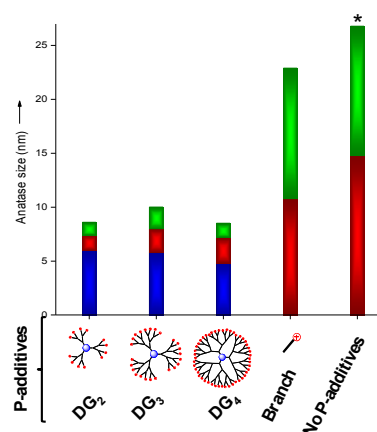 *
25
20
15
10
5
0
Anatase size (nm)
P-additives
DG2
DG3
DG4
Branch
No P-additives